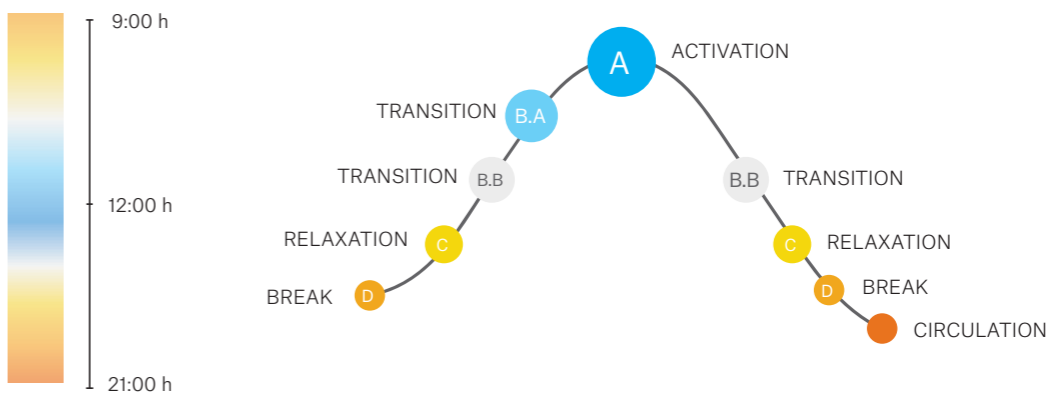 9:00 h
12:00 h
21:00 h
A
ACTIVATION
TRANSITION
B.A
TRANSITION
B.B
RELAXATION
C
BREAK
D
B.B
TRANSITION
C
RELAXATION
D
BREAK
CIRCULATION